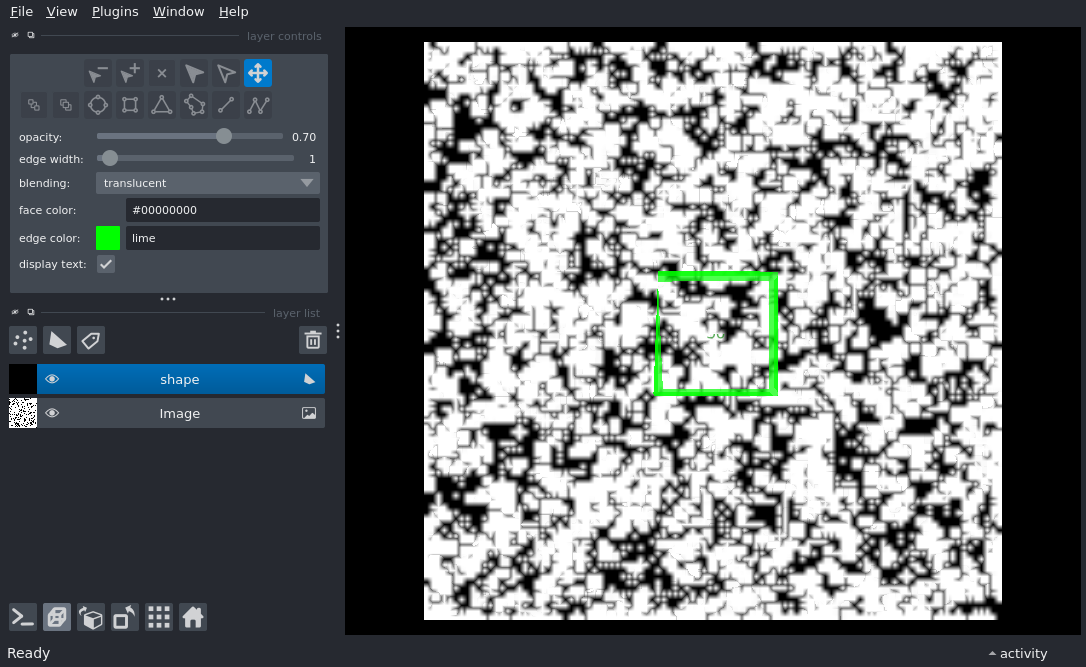 File View Plugins Window Help
layer controls
opacity: 0.70
edge width: 1
blending: translucent
face color: #00000000
edge color: lime
display text:
layer list
shape
Image
Ready
activity